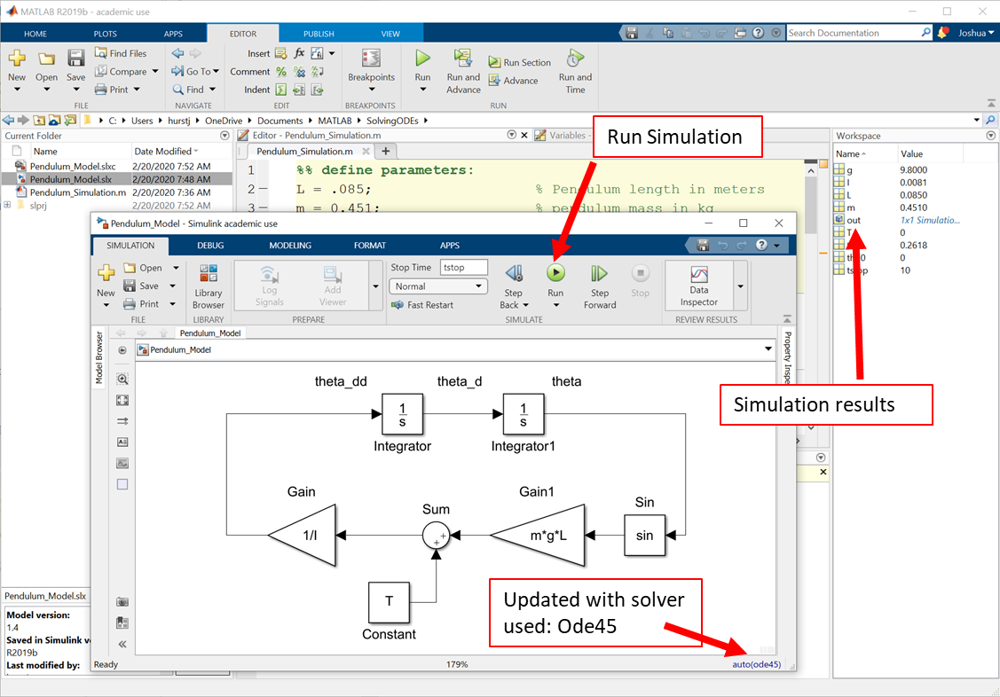 MATLAB R2019b - academic use
HOME PLOTS APPS EDITOR PUBLISH VIEW
Search Documentation
Joshua
New
Open
Save
Find Files
Compare
Print
FILE
Go To
Find
NAVIGATE
Insert
Comment
Indent
EDIT
Breakpoints
BREAKPOINTS
Run
Run and
Advance
Run Section
Advance
Run and
Time
RUN
C: Users hurstj OneDrive Documents MATLAB SolvingODEs
Current Folder
Name Date Modified
Pendulum_Model.slxc 2/20/2020 7:52 AM
Pendulum_Model.slx 2/20/2020 7:48 AM
Pendulum_Simulation.m 2/20/2020 7:36 AM
slprj 2/20/2020 7:52 AM
Editor - Pendulum_Simulation.m
Variables -
Pendulum_Simulation.m
1 %% define parameters:
2 L = .085; % Pendulum length in meters
3 m = 0.451; % pendulum mass in kg
Run Simulation
Workspace
Name Value
g 9.8000
I 0.0081
L 0.0850
m 0.4510
out 1x1 Simulatio...
T 0
0.2618
0
tstop 10
Simulation results
Pendulum_Model - Simulink academic use
SIMULATION DEBUG MODELING FORMAT APPS
New
Open
Save
Print
FILE
Library
Browser
LIBRARY
Log
Signals
Add
Viewer
PREPARE
Stop Time tstop
Normal
Fast Restart
Step
Back
Run
Step
Forward
Stop
SIMULATE
Data
Inspector
REVIEW RESULTS
Model Browser
Pendulum_Model
Pendulum_Model
Property Inspe
theta_dd theta_d theta
1
s
Integrator
1
s
Integrator1
Gain
1/I
Sum
Gain1
m*g*L
Sin
sin
T
Constant
Updated with solver
used: Ode45
Ready
179%
auto(ode45)
Pendulum_Model.slx
Model version:
1.4
Saved in Simulink ve
R2019b
Last modified by: